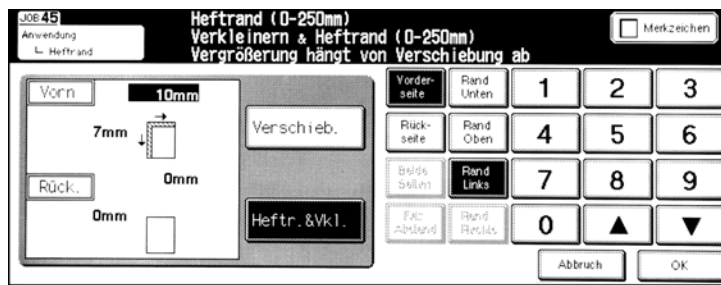 JOB 45
Anwendung
Heftrand
Heftrand (0-250mm)
Verkleinern & Heftrand (0-250mm)
Vergrößerung hängt von Verschiebung ab
Merkzeichen
Vorn
10mm
7mm
Rück.
0mm
0mm
Verschieb.
Heftr.&Vkl.
Vorder-
seite
Rand
Unten
1 2 3
Rück-
seite
Rand
Oben
4 5 6
Beide
Seiten
Rand
Links
7 8 9
Falz
Abstand
Rand
Rechts
0 ▲ ▼
Abbruch OK